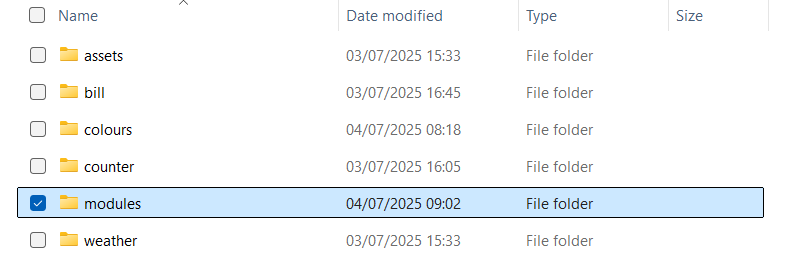 Name Date modified Type Size
assets 03/07/2025 15:33 File folder
bill 03/07/2025 16:45 File folder
colours 04/07/2025 08:18 File folder
counter 03/07/2025 16:05 File folder
modules 04/07/2025 09:02 File folder
weather 03/07/2025 15:33 File folder